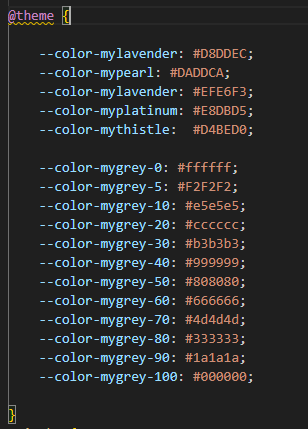 @theme {
--color-mylavender: #D8DDEC;
--color-mypearl: #DADDCA;
--color-mylavender: #EFE6F3;
--color-myplatinum: #E8DBD5;
--color-mythistle:  #D4BED0;
--color-mygrey-0: #ffffff;
--color-mygrey-5: #F2F2F2;
--color-mygrey-10: #e5e5e5;
--color-mygrey-20: #cccccc;
--color-mygrey-30: #b3b3b3;
--color-mygrey-40: #999999;
--color-mygrey-50: #808080;
--color-mygrey-60: #666666;
--color-mygrey-70: #4d4d4d;
--color-mygrey-80: #333333;
--color-mygrey-90: #1a1a1a;
--color-mygrey-100: #000000;
}